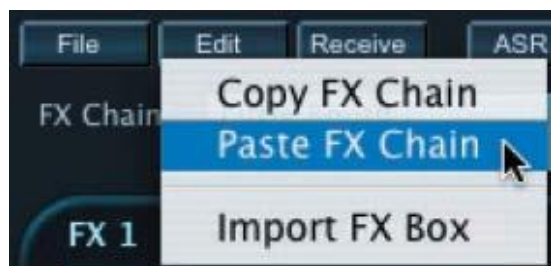 File Edit Receive ASR
FX Chain
Copy FX Chain
Paste FX Chain
Import FX Box
FX 1